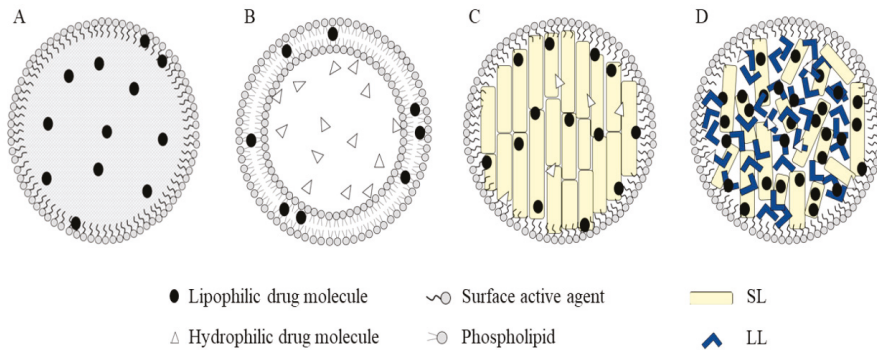 A B C D
Lipophilic drug molecule Surface active agent SL
Hydrophilic drug molecule Phospholipid LL